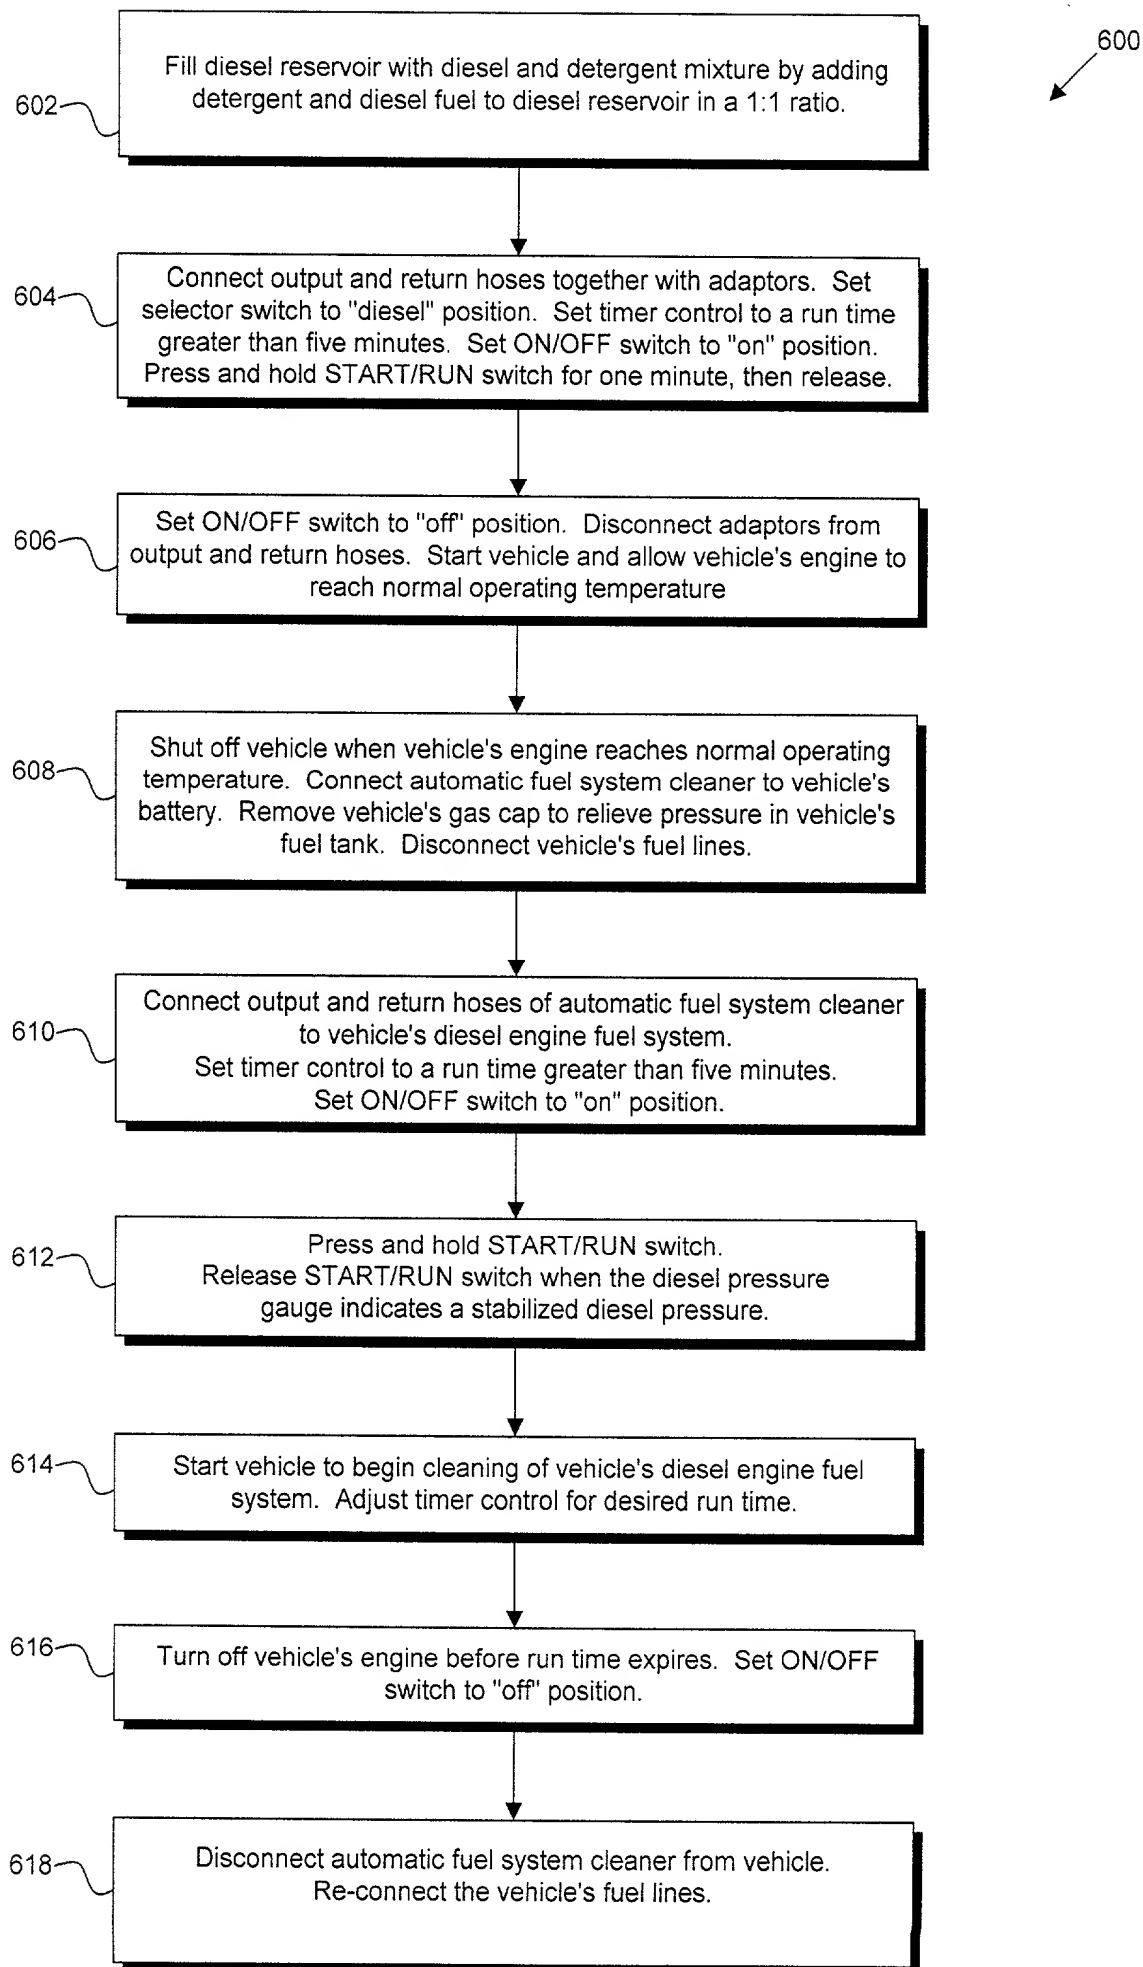 600
602
Fill diesel reservoir with diesel and detergent mixture by adding
detergent and diesel fuel to diesel reservoir in a 1:1 ratio.
604
Connect output and return hoses together with adaptors. Set
selector switch to "diesel" position. Set timer control to a run time
greater than five minutes. Set ON/OFF switch to "on" position.
Press and hold START/RUN switch for one minute, then release.
606
Set ON/OFF switch to "off" position. Disconnect adaptors from
output and return hoses. Start vehicle and allow vehicle's engine to
reach normal operating temperature
608
Shut off vehicle when vehicle's engine reaches normal operating
temperature. Connect automatic fuel system cleaner to vehicle's
battery. Remove vehicle's gas cap to relieve pressure in vehicle's
fuel tank. Disconnect vehicle's fuel lines.
610
Connect output and return hoses of automatic fuel system cleaner
to vehicle's diesel engine fuel system.
Set timer control to a run time greater than five minutes.
Set ON/OFF switch to "on" position.
612
Press and hold START/RUN switch.
Release START/RUN switch when the diesel pressure
gauge indicates a stabilized diesel pressure.
614
Start vehicle to begin cleaning of vehicle's diesel engine fuel
system. Adjust timer control for desired run time.
616
Turn off vehicle's engine before run time expires. Set ON/OFF
switch to "off" position.
618
Disconnect automatic fuel system cleaner from vehicle.
Re-connect the vehicle's fuel lines.